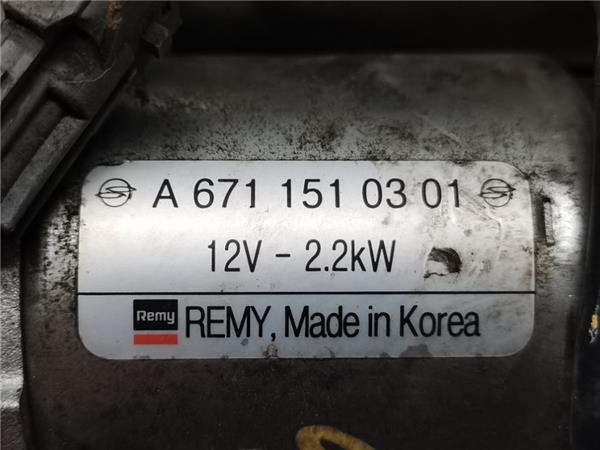 A 671 151 03 01
12V - 2.2kW
Remy REMY, Made in Korea